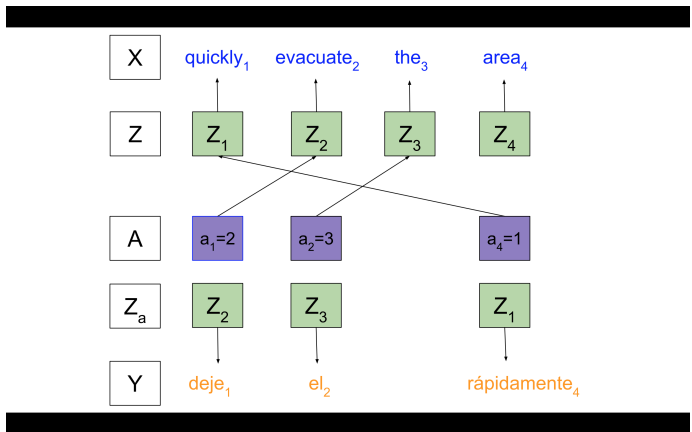 X quickly₁ evacuate₂ the₃ area₄
Z Z₁ Z₂ Z₃ Z₄
A a₁=2 a₂=3 a₄=1
Zₐ Z₂ Z₃ Z₁
Y deje₁ el₂ rápidamente₄